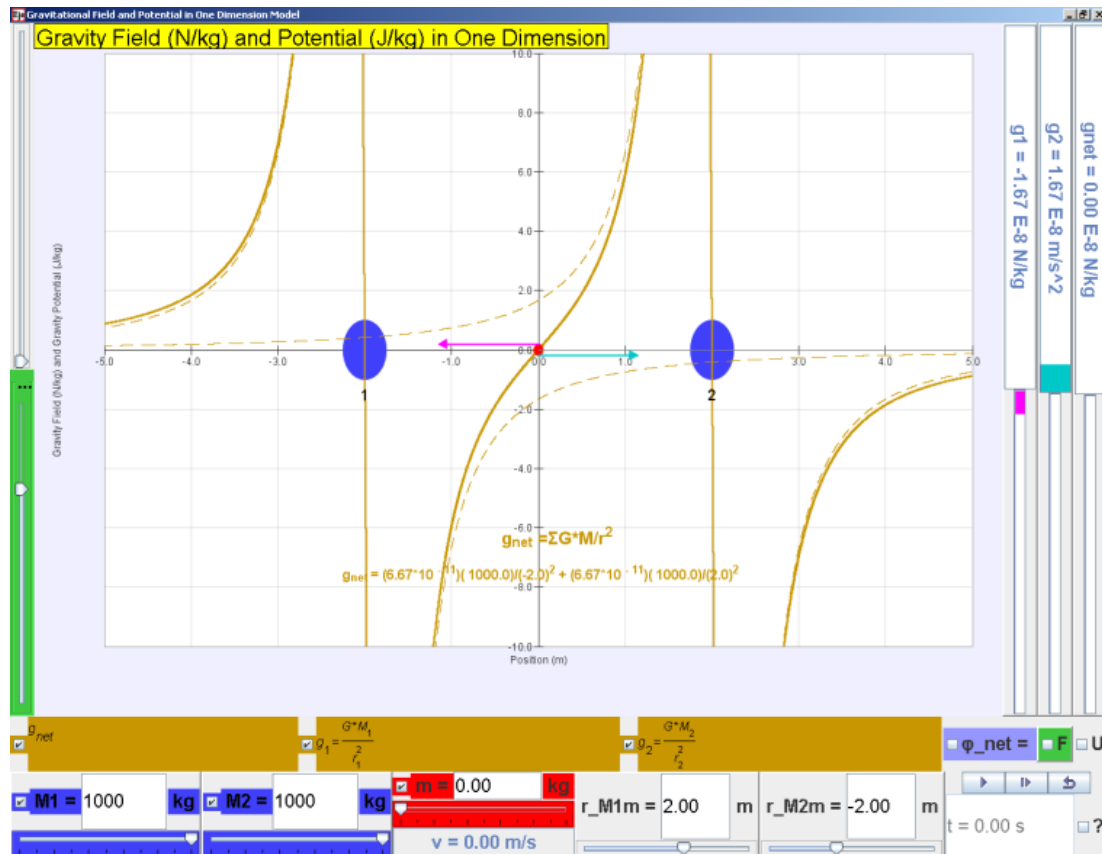 Ejs Gravitational Field and Potential in One Dimension Model
Gravity Field (N/kg) and Potential (J/kg) in One Dimension
10.0
8.0
6.0
4.0
2.0
0.0
-2.0
-4.0
-6.0
-8.0
-10.0
-5.0 -4.0 -3.0 -2.0 -1.0 0.0 1.0 2.0 3.0 4.0 5.0
Gravity Field (N/kg) and Gravity Potential (J/kg)
Position (m)
1
2
g_net=ΣG*M/r²
g_net = (6.67*10⁻¹¹)( 1000.0)/(-2.0)² + (6.67*10⁻¹¹)( 1000.0)/(2.0)²
g1 = -1.67 E-8 N/kg
g2 = 1.67 E-8 m/s^2
gnet = 0.00 E-8 N/kg
...
g_net
g₁= G*M₁/r₁²
g₂= G*M₂/r₂²
φ_net =
F
U
M1 = 1000 kg
M2 = 1000 kg
m = 0.00 kg
v = 0.00 m/s
r_M1m = 2.00 m
r_M2m = -2.00 m
t = 0.00 s
?